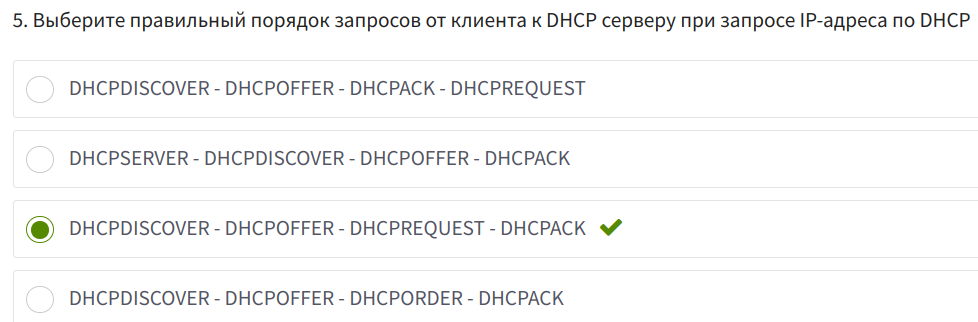 5. Выберите правильный порядок запросов от клиента к DHCP серверу при запросе IP-адреса по DHCP
DHCPDISCOVER - DHCPOFFER - DHCPACK - DHCPREQUEST
DHCPSERVER - DHCPDISCOVER - DHCPOFFER - DHCPACK
DHCPDISCOVER - DHCPOFFER - DHCPREQUEST - DHCPACK
DHCPDISCOVER - DHCPOFFER - DHCPORDER - DHCPACK